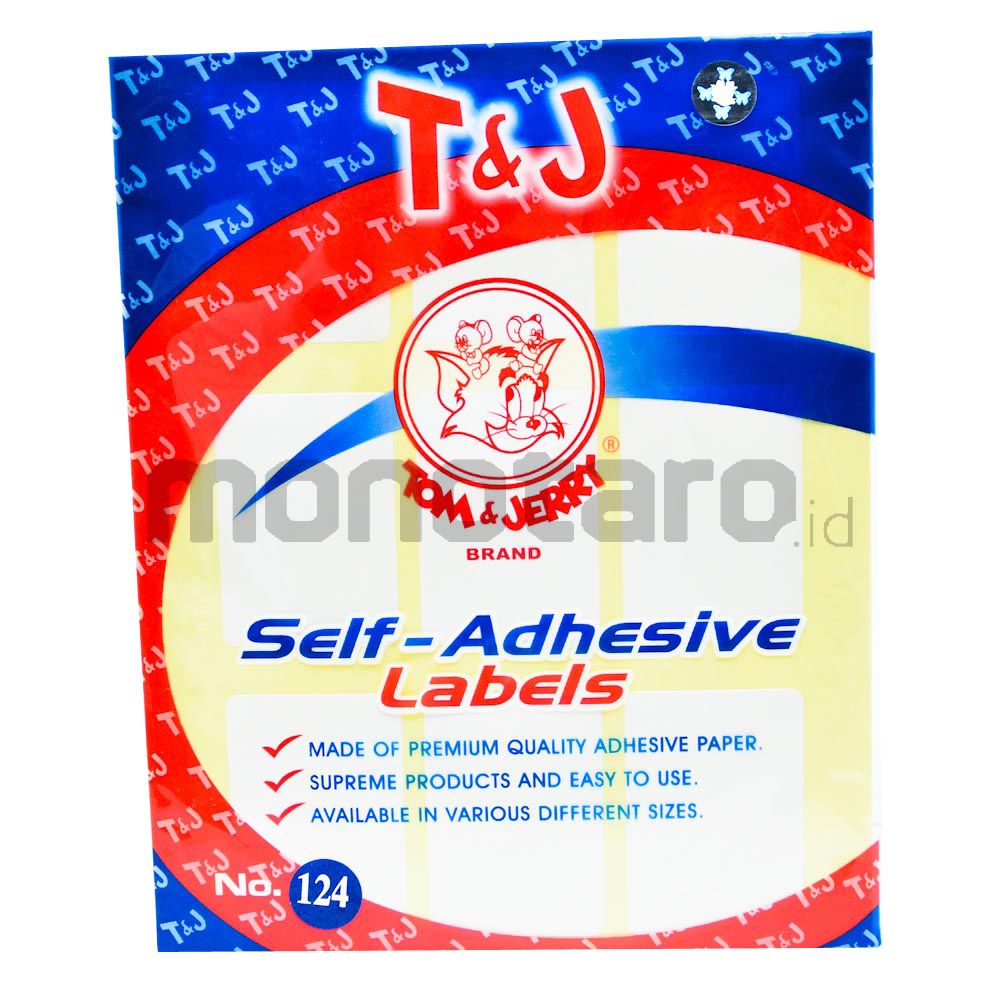 T&J
TOM & JERRY ®
BRAND
monotaro.id
Self-Adhesive
Labels
MADE OF PREMIUM QUALITY ADHESIVE PAPER.
SUPREME PRODUCTS AND EASY TO USE.
AVAILABLE IN VARIOUS DIFFERENT SIZES.
No. 124